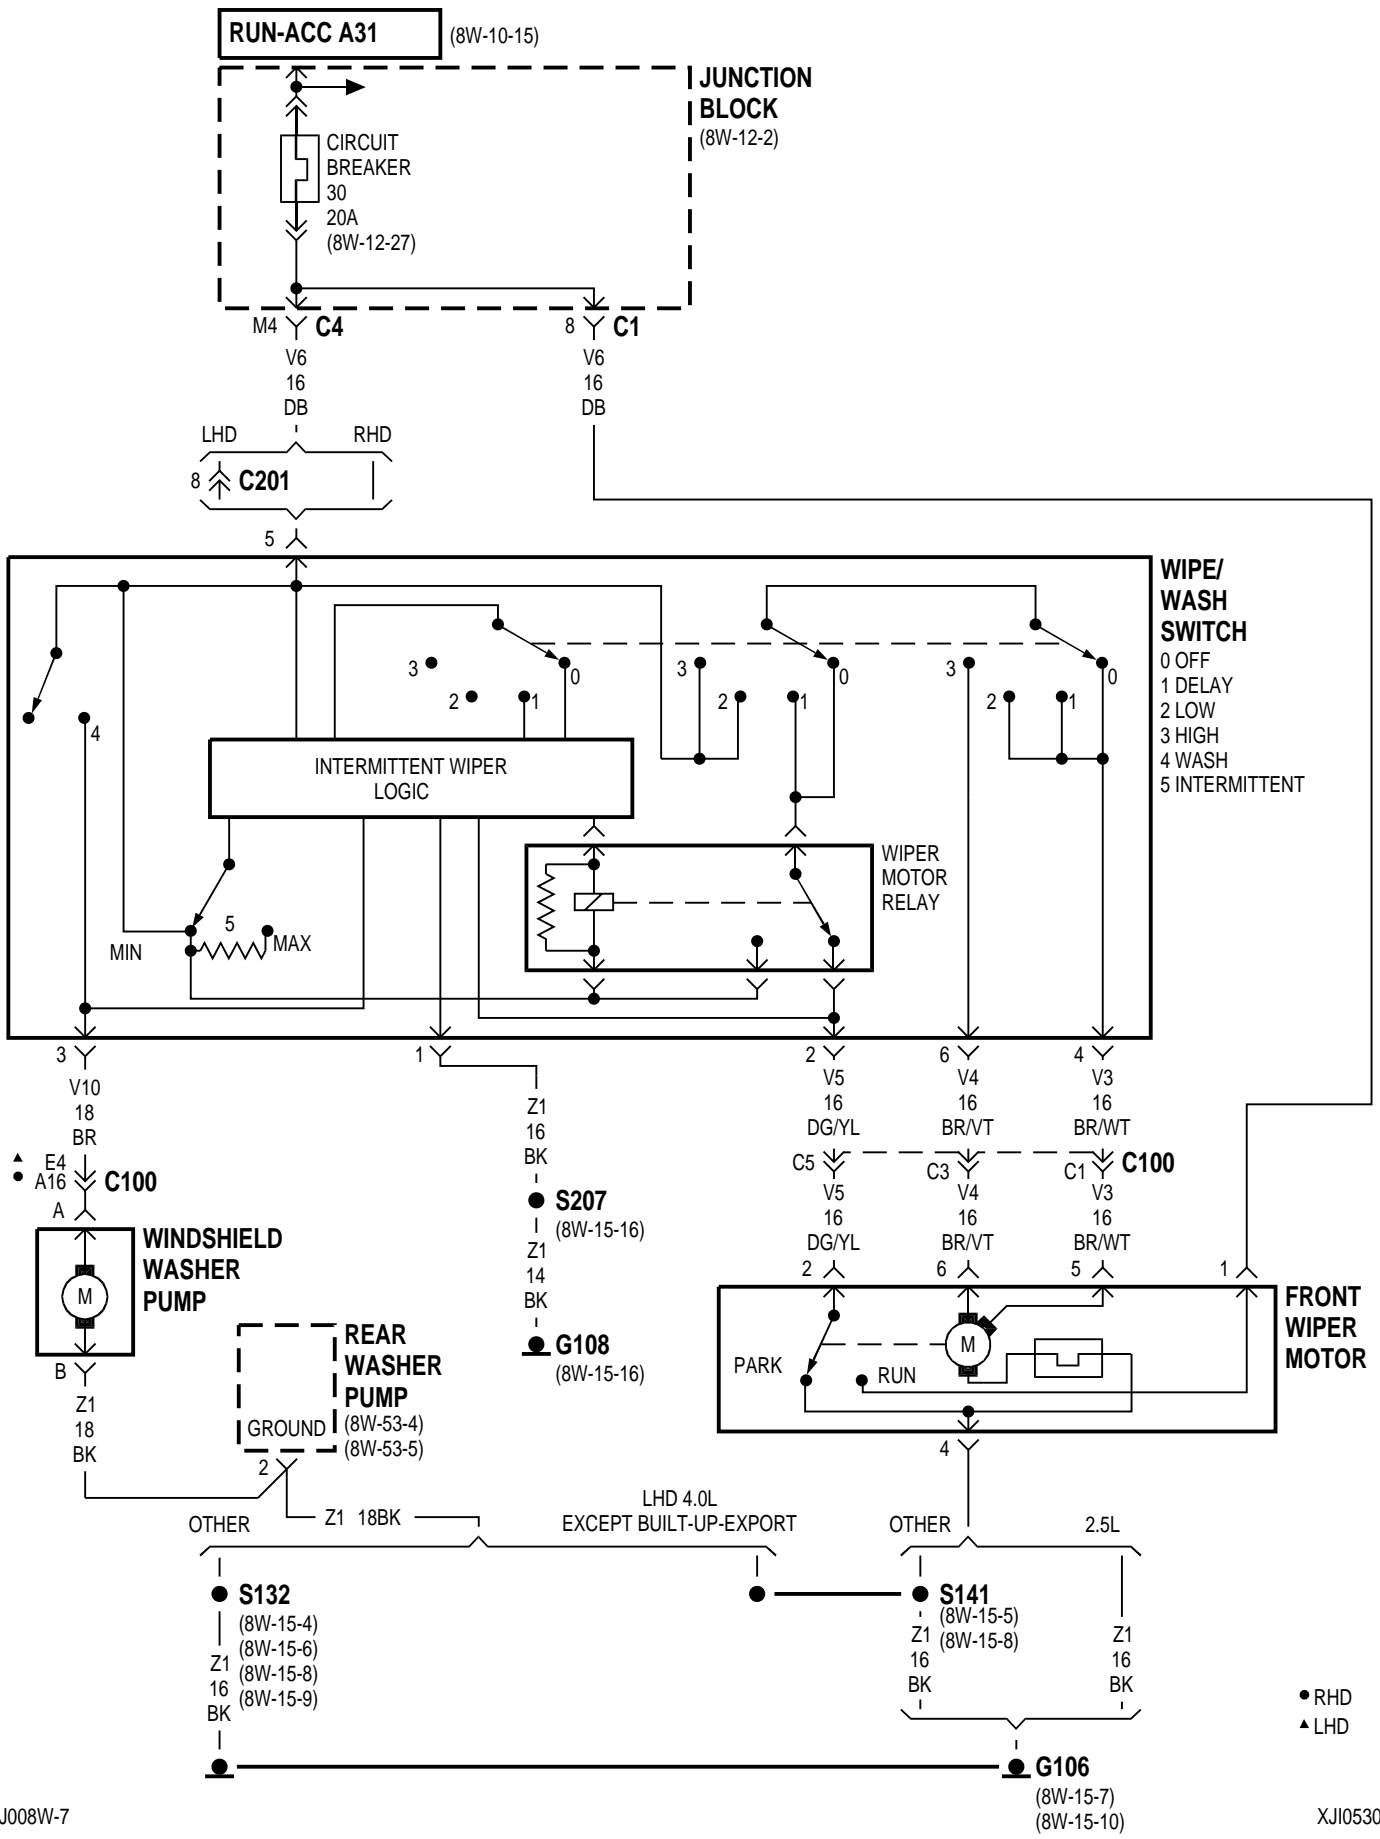 RUN-ACC A31 (8W-10-15)
JUNCTION
BLOCK
(8W-12-2)
CIRCUIT
BREAKER
30
20A
(8W-12-27)
M4 C4 8 C1
V6 V6
16 16
DB DB
LHD RHD
8 C201
5
WIPE/
WASH
SWITCH
0 OFF
1 DELAY
2 LOW
3 HIGH
4 WASH
5 INTERMITTENT
3 0 3 0 3 0
2 1 2 1 2 1
4
INTERMITTENT WIPER
LOGIC
WIPER
MOTOR
RELAY
5
MIN MAX
3 1 2 6 4
V10
18
BR
V5 V4 V3
16 16 16
DG/YL BR/VT BR/WT
Z1
16
BK
E4
A16 C100
A
C5 C3 C1 C100
V5 V4 V3
16 16 16
DG/YL BR/VT BR/WT
2 6 5 1
S207
(8W-15-16)
Z1
14
BK
G108
(8W-15-16)
WINDSHIELD
WASHER
PUMP
M
B
Z1
18
BK
REAR
WASHER
PUMP
(8W-53-4)
(8W-53-5)
GROUND
2
FRONT
WIPER
MOTOR
M
PARK RUN
4
Z1 18BK
OTHER
LHD 4.0L
EXCEPT BUILT-UP-EXPORT
OTHER 2.5L
S132
(8W-15-4)
(8W-15-6)
(8W-15-8)
(8W-15-9)
Z1
16
BK
S141
(8W-15-5)
(8W-15-8)
Z1 Z1
16 16
BK BK
RHD
LHD
G106
(8W-15-7)
(8W-15-10)
J008W-7 XJI0530